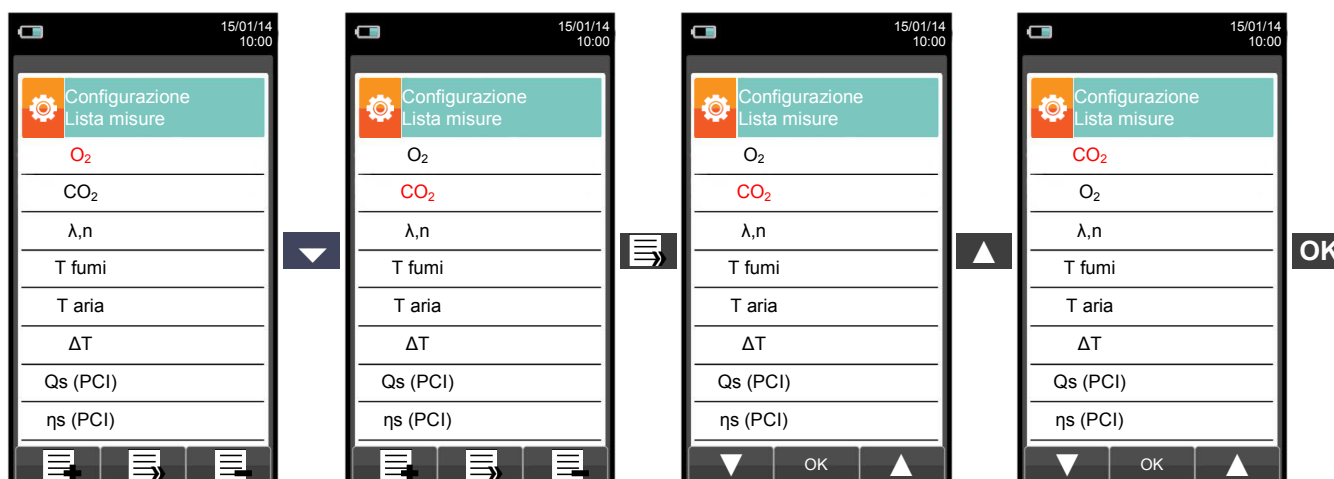 15/01/14
10:00
Configurazione
Lista misure
O₂
CO₂
λ,n
T fumi
T aria
ΔT
Qs (PCI)
ηs (PCI)
15/01/14
10:00
Configurazione
Lista misure
O₂
CO₂
λ,n
T fumi
T aria
ΔT
Qs (PCI)
ηs (PCI)
15/01/14
10:00
Configurazione
Lista misure
O₂
CO₂
λ,n
T fumi
T aria
ΔT
Qs (PCI)
ηs (PCI)
OK
15/01/14
10:00
Configurazione
Lista misure
CO₂
O₂
λ,n
T fumi
T aria
ΔT
Qs (PCI)
ηs (PCI)
OK
OK